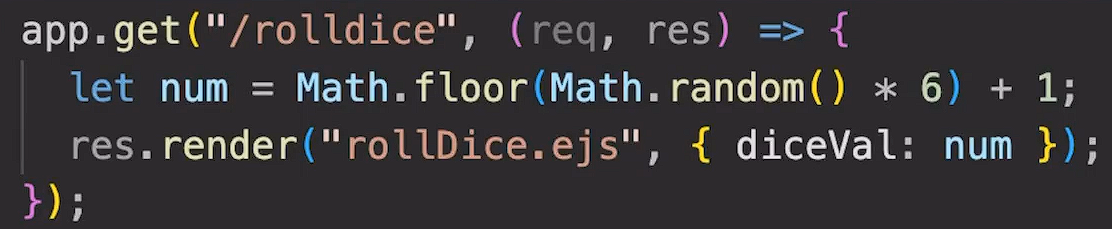 app.get("/rolldice", (req, res) => {
  let num = Math.floor(Math.random() * 6) + 1;
  res.render("rollDice.ejs", { diceVal: num });
});